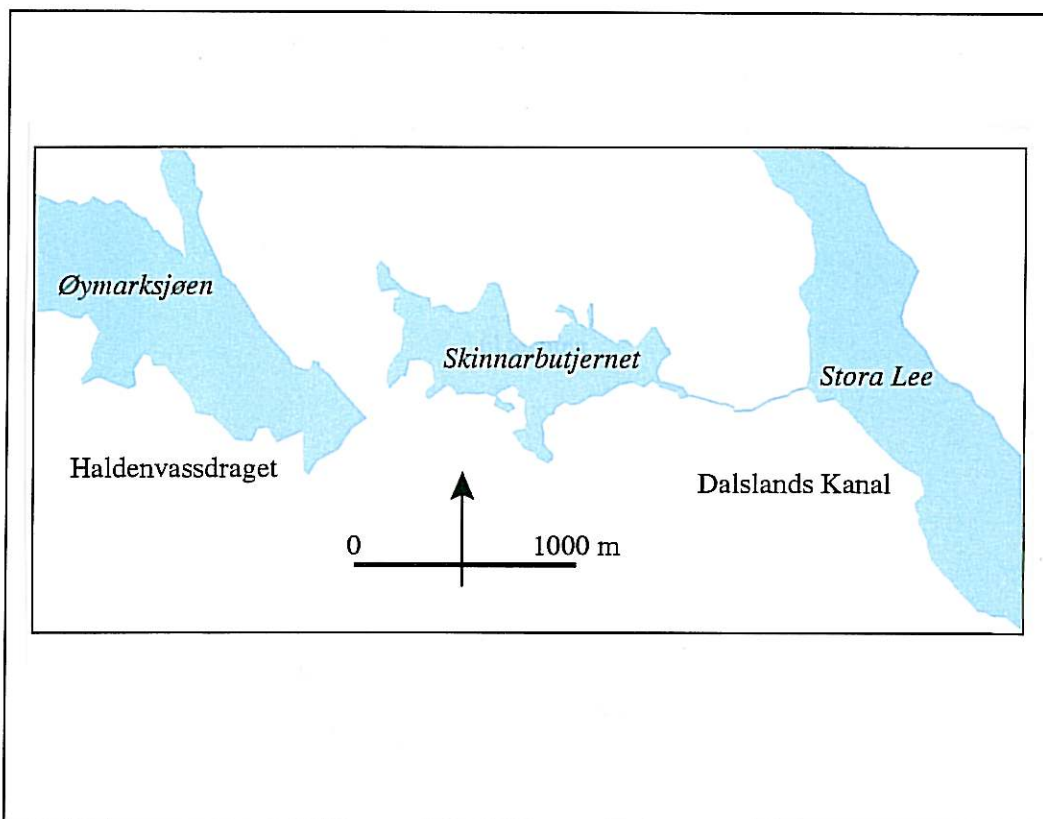 Øymarksjøen
Skinnarbutjernet
Stora Lee
Haldenvassdraget
Dalslands Kanal
0 1000 m